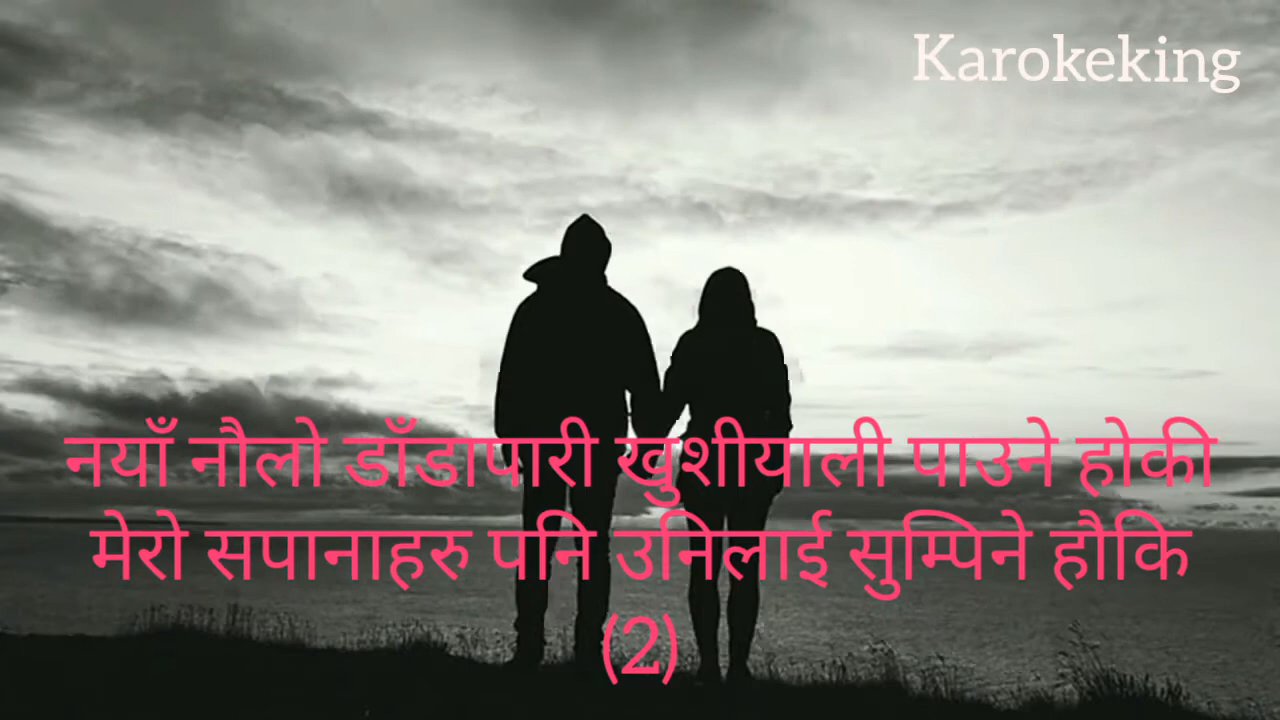 Karokeking
नयाँ नौलो डाँडापारी खुशीयाली पाउने होकी
मेरो सपानाहरु पनि उनिलाई सुम्पिने हौकि
(2)